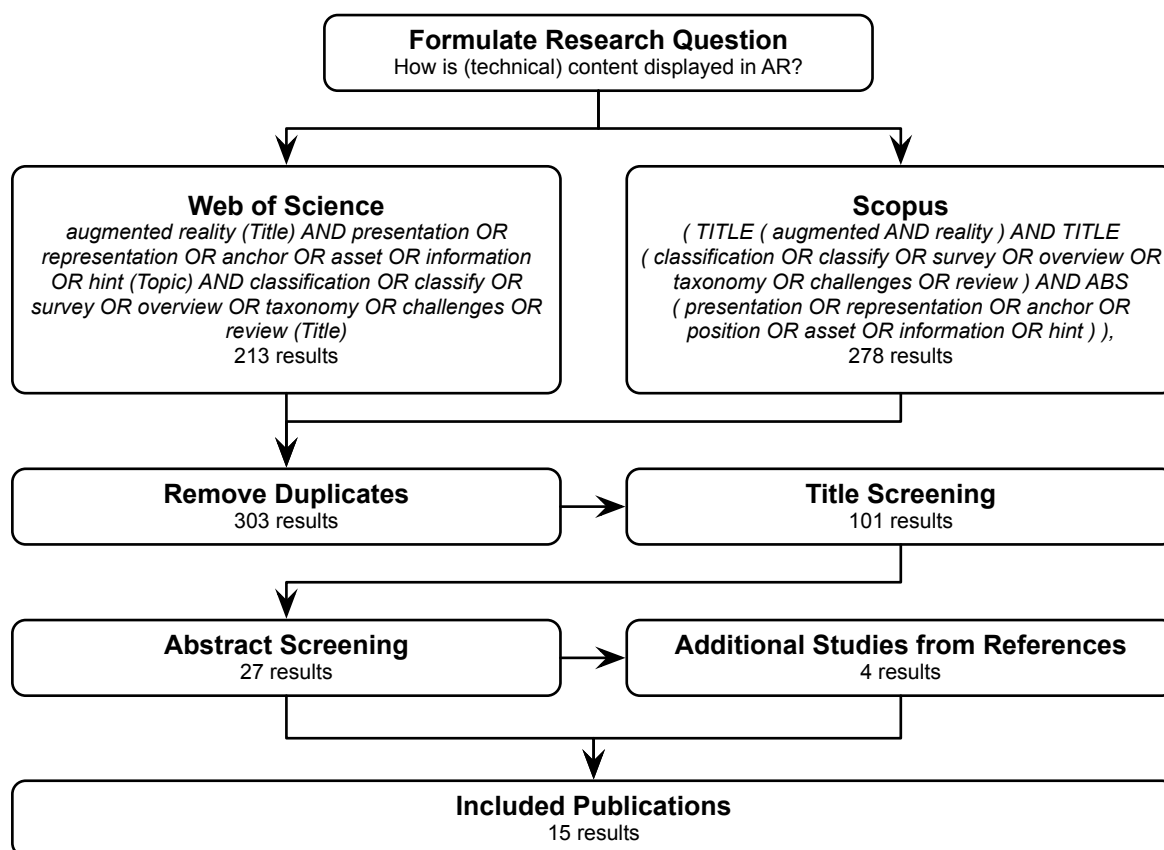 Formulate Research Question
How is (technical) content displayed in AR?
Web of Science
augmented reality (Title) AND presentation OR
representation OR anchor OR asset OR information
OR hint (Topic) AND classification OR classify OR
survey OR overview OR taxonomy OR challenges OR
review (Title)
213 results
Scopus
( TITLE ( augmented AND reality ) AND TITLE
( classification OR classify OR survey OR overview OR
taxonomy OR challenges OR review ) AND ABS
( presentation OR representation OR anchor OR
position OR asset OR information OR hint ) ),
278 results
Remove Duplicates
303 results
Title Screening
101 results
Abstract Screening
27 results
Additional Studies from References
4 results
Included Publications
15 results